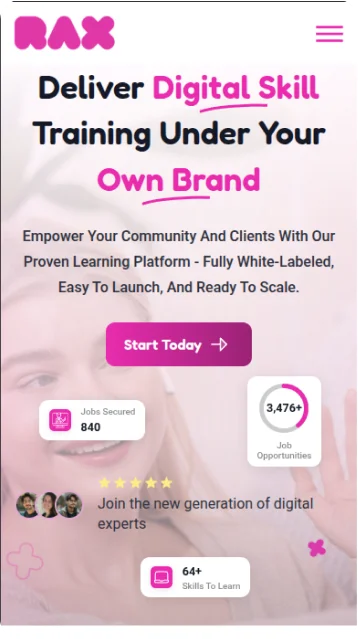 RAX
Deliver Digital Skill
Training Under Your
Own Brand
Empower Your Community And Clients With Our
Proven Learning Platform - Fully White-Labeled,
Easy To Launch, And Ready To Scale.
Start Today
3,476+
Job
Opportunities
Jobs Secured
840
Join the new generation of digital
experts
64+
Skills To Learn